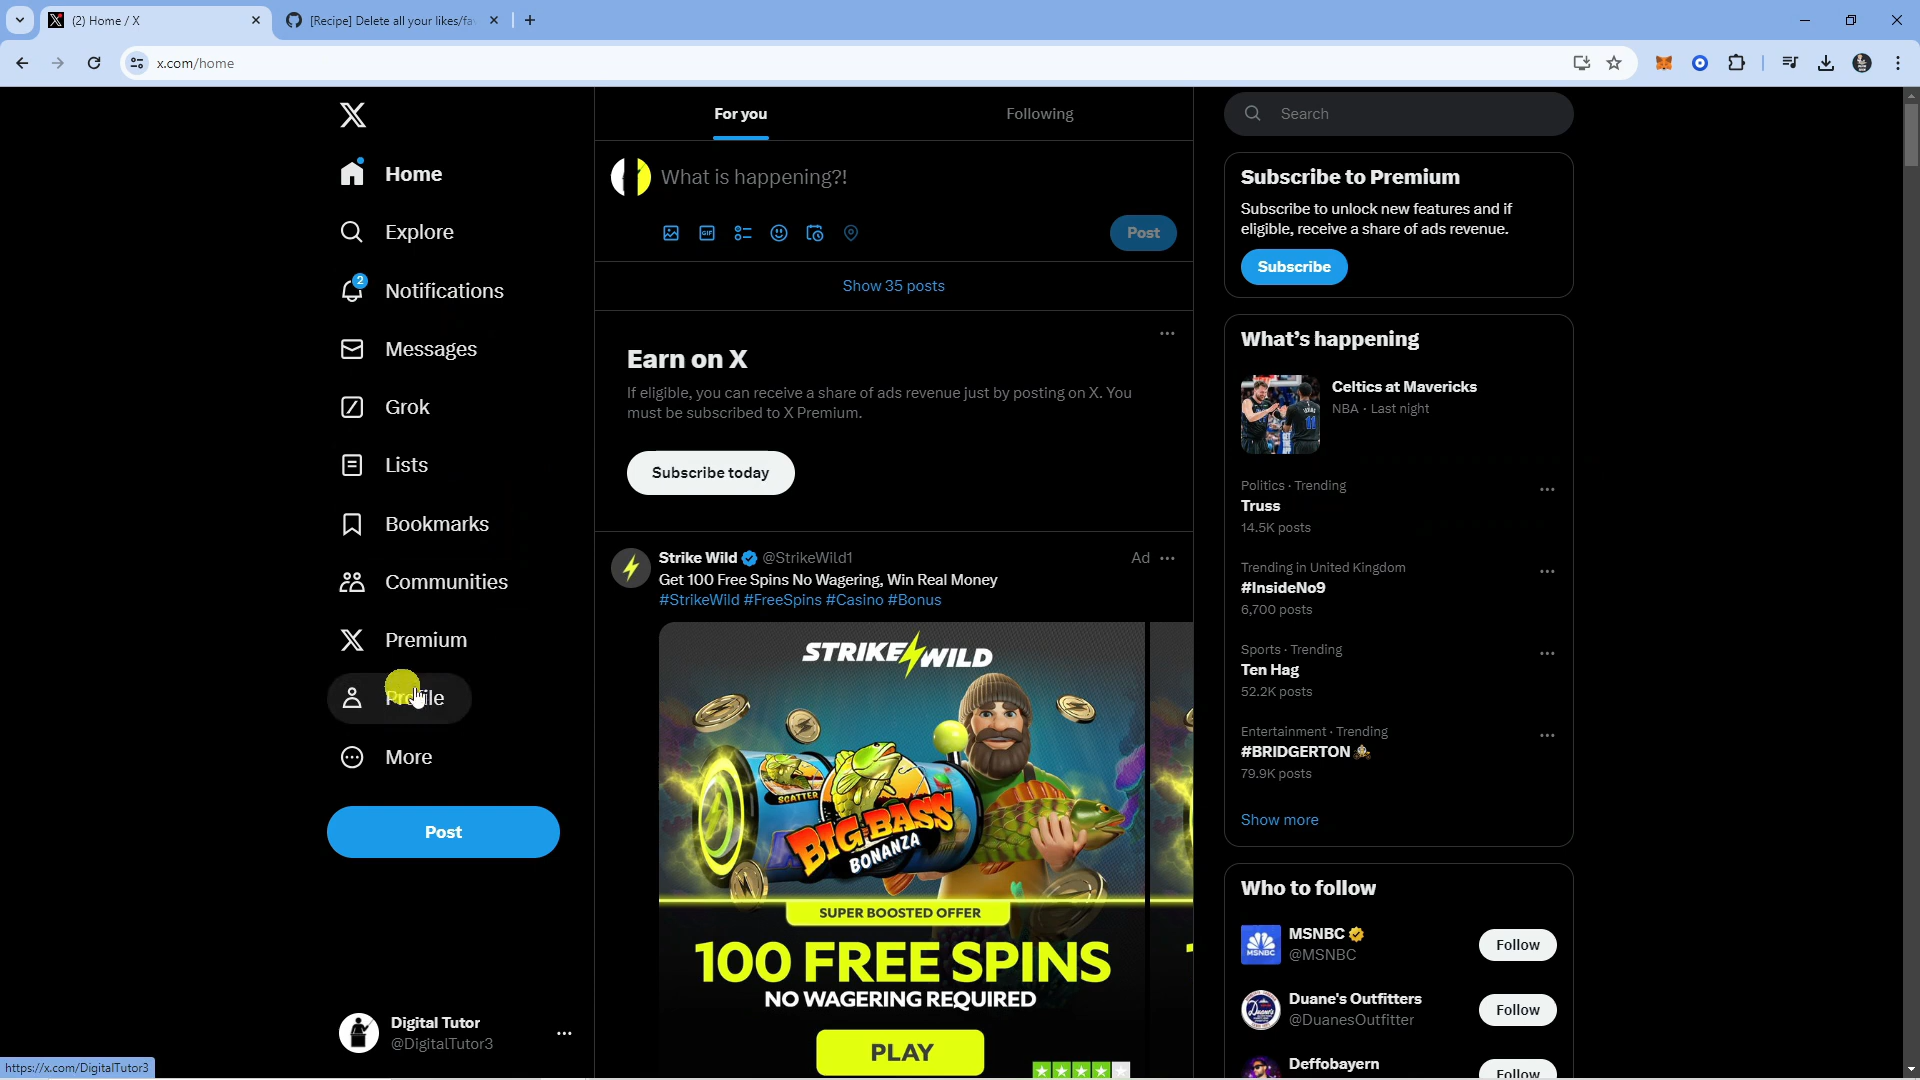 (2) Home / X
[Recipe] Delete all your likes/fa
x.com/home
Home
Explore
2
Notifications
Messages
Grok
Lists
Bookmarks
Communities
Premium
Profile
More
Post
Digital Tutor
@DigitalTutor3
https://x.com/DigitalTutor3
For you
Following
What is happening?!
GIF
Post
Show 35 posts
Earn on X
If eligible, you can receive a share of ads revenue just by posting on X. You
must be subscribed to X Premium.
Subscribe today
Strike Wild @StrikeWild1
Ad
Get 100 Free Spins No Wagering, Win Real Money
#StrikeWild #FreeSpins #Casino #Bonus
STRIKE WILD
SCATTER
BIG BASS
BONANZA
SUPER BOOSTED OFFER
100 FREE SPINS
NO WAGERING REQUIRED
PLAY
Search
Subscribe to Premium
Subscribe to unlock new features and if
eligible, receive a share of ads revenue.
Subscribe
What's happening
Celtics at Mavericks
NBA · Last night
Politics · Trending
Truss
14.5K posts
Trending in United Kingdom
#InsideNo9
6,700 posts
Sports · Trending
Ten Hag
52.2K posts
Entertainment · Trending
#BRIDGERTON
79.9K posts
Show more
Who to follow
MSNBC
@MSNBC
Follow
Duane's Outfitters
@DuanesOutfitter
Follow
Deffobayern
Follow